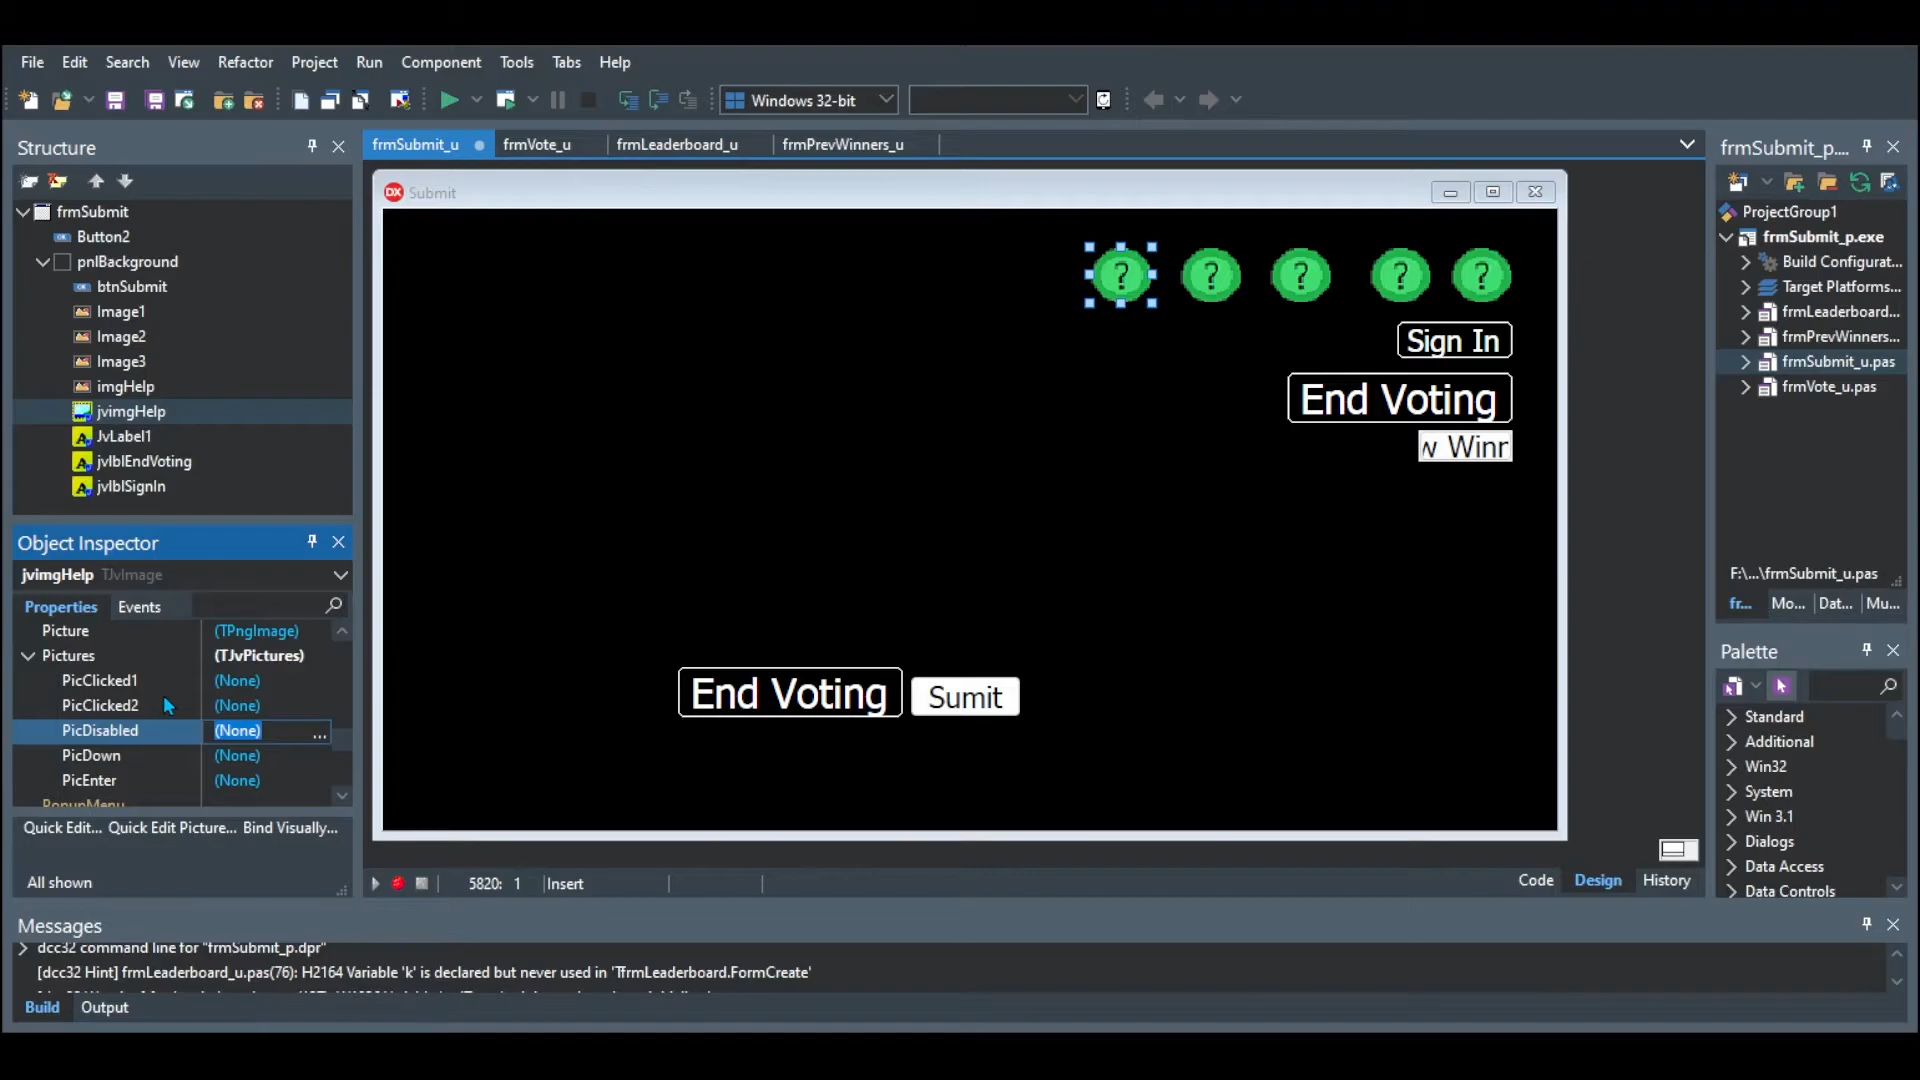 File Edit Search View Refactor Project Run Component Tools Tabs Help
Windows 32-bit
Structure
frmSubmit
Button2
pnlBackground
btnSubmit
Image1
Image2
Image3
imgHelp
jvimgHelp
JvLabel1
jvlblEndVoting
jvlblSignIn
Object Inspector
jvimgHelp TJvImage
Properties Events
Picture (TPngImage)
Pictures (TJvPictures)
PicClicked1 (None)
PicClicked2 (None)
PicDisabled (None) ...
PicDown (None)
PicEnter (None)
PopupMenu
Quick Edit... Quick Edit Picture... Bind Visually...
All shown
frmSubmit_u frmVote_u frmLeaderboard_u frmPrevWinners_u
DX Submit
? ? ? ? ?
Sign In
End Voting
w Winr
End Voting Sumit
5820: 1 Insert
Code Design History
frmSubmit_p....
ProjectGroup1
frmSubmit_p.exe
Build Configurat...
Target Platforms...
frmLeaderboard...
frmPrevWinners...
frmSubmit_u.pas
frmVote_u.pas
F:\...\frmSubmit_u.pas
fr... Mo... Dat... Mu...
Palette
Standard
Additional
Win32
System
Win 3.1
Dialogs
Data Access
Data Controls
Messages
dcc32 command line for "frmSubmit_p.dpr"
[dcc32 Hint] frmLeaderboard_u.pas(76): H2164 Variable 'k' is declared but never used in 'TfrmLeaderboard.FormCreate'
Build Output